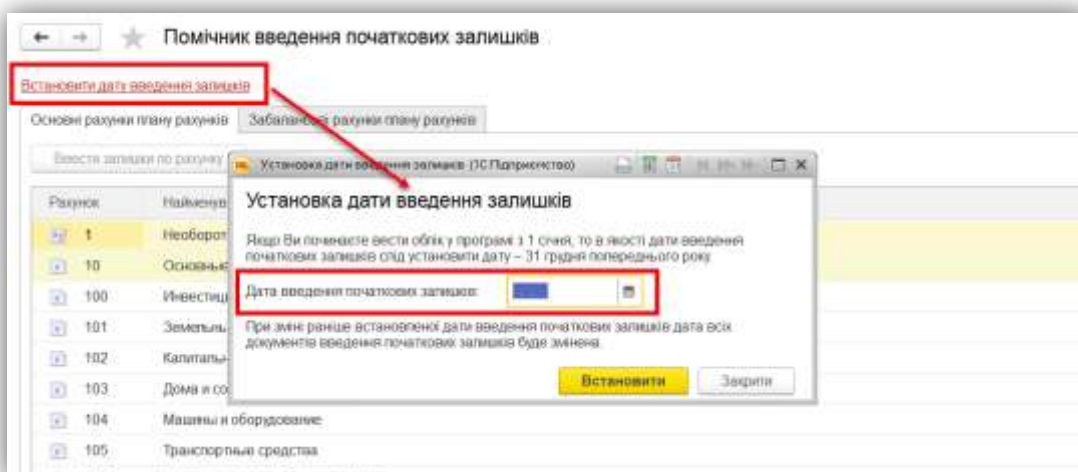 Помічник введення початкових залишків
Встановити дату введення залишків
Основні рахунки плану рахунків
Забалансові рахунки плану рахунків
Ввести залишки по рахунку
Установка дати введення залишків (1С:Підприємство)
Рахунок
Найменув
Установка дати введення залишків
1
Необорот
Якщо Ви починаєте вести облік у програмі з 1 січня, то в якості дати введення
початкових залишків слід установити дату – 31 грудня попереднього року.
10
Основные
Дата введення початкових залишків:
100
Инвестиц
101
Земельны
При зміні раніше встановленої дати введення початкових залишків дата всіх
документів введення початкових залишків буде змінена.
102
Капитальн
Встановити
Закрити
103
Дома и со
104
Машины и оборудование
105
Транспортные средства